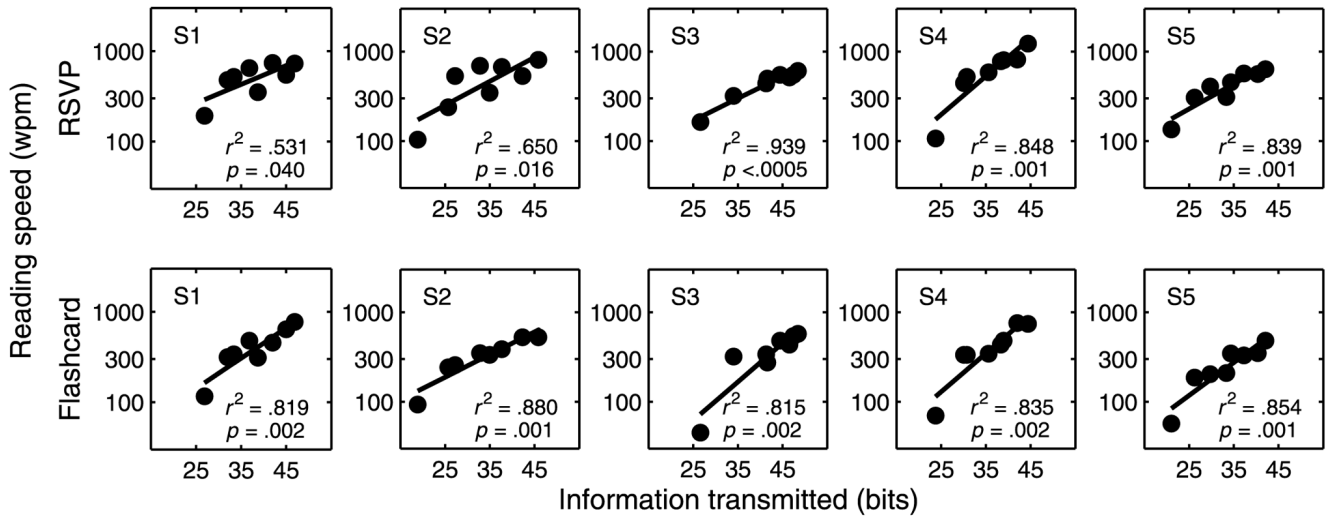 Reading speed (wpm)
RSVP
S1
1000
300
100
r² = .531
p = .040
25 35 45
S2
1000
300
100
r² = .650
p = .016
25 35 45
S3
1000
300
100
r² = .939
p <.0005
25 35 45
S4
1000
300
100
r² = .848
p = .001
25 35 45
S5
1000
300
100
r² = .839
p = .001
25 35 45
Flashcard
S1
1000
300
100
r² = .819
p = .002
25 35 45
S2
1000
300
100
r² = .880
p = .001
25 35 45
S3
1000
300
100
r² = .815
p = .002
25 35 45
S4
1000
300
100
r² = .835
p = .002
25 35 45
S5
1000
300
100
r² = .854
p = .001
25 35 45
Information transmitted (bits)